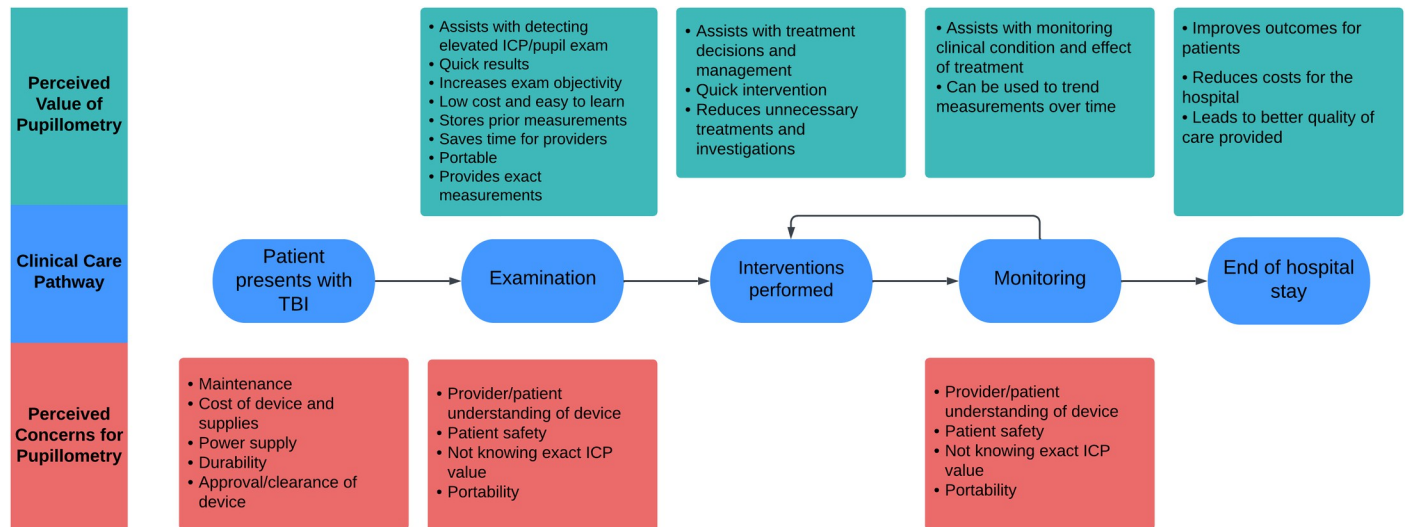 Perceived
Value of
Pupillometry
• Assists with detecting
elevated ICP/pupil exam
• Quick results
• Increases exam objectivity
• Low cost and easy to learn
• Stores prior measurements
• Saves time for providers
• Portable
• Provides exact
measurements
• Assists with treatment
decisions and
management
• Quick intervention
• Reduces unnecessary
treatments and
investigations
• Assists with monitoring
clinical condition and effect
of treatment
• Can be used to trend
measurements over time
• Improves outcomes for
patients
• Reduces costs for the
hospital
• Leads to better quality of
care provided
Clinical Care
Pathway
Patient
presents with
TBI
Examination
Interventions
performed
Monitoring
End of hospital
stay
Perceived
Concerns for
Pupillometry
• Maintenance
• Cost of device and
supplies
• Power supply
• Durability
• Approval/clearance of
device
• Provider/patient
understanding of device
• Patient safety
• Not knowing exact ICP
value
• Portability
• Provider/patient
understanding of device
• Patient safety
• Not knowing exact ICP
value
• Portability